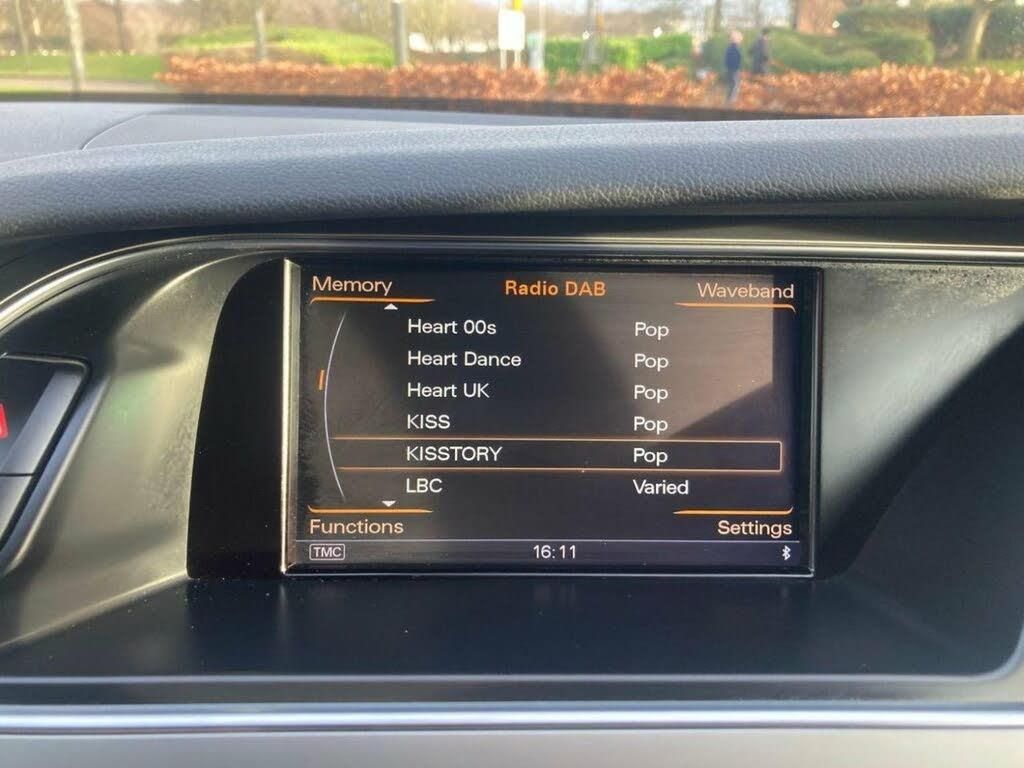 Memory Radio DAB Waveband
Heart 00s Pop
Heart Dance Pop
Heart UK Pop
KISS Pop
KISSTORY Pop
LBC Varied
Functions Settings
TMC 16:11